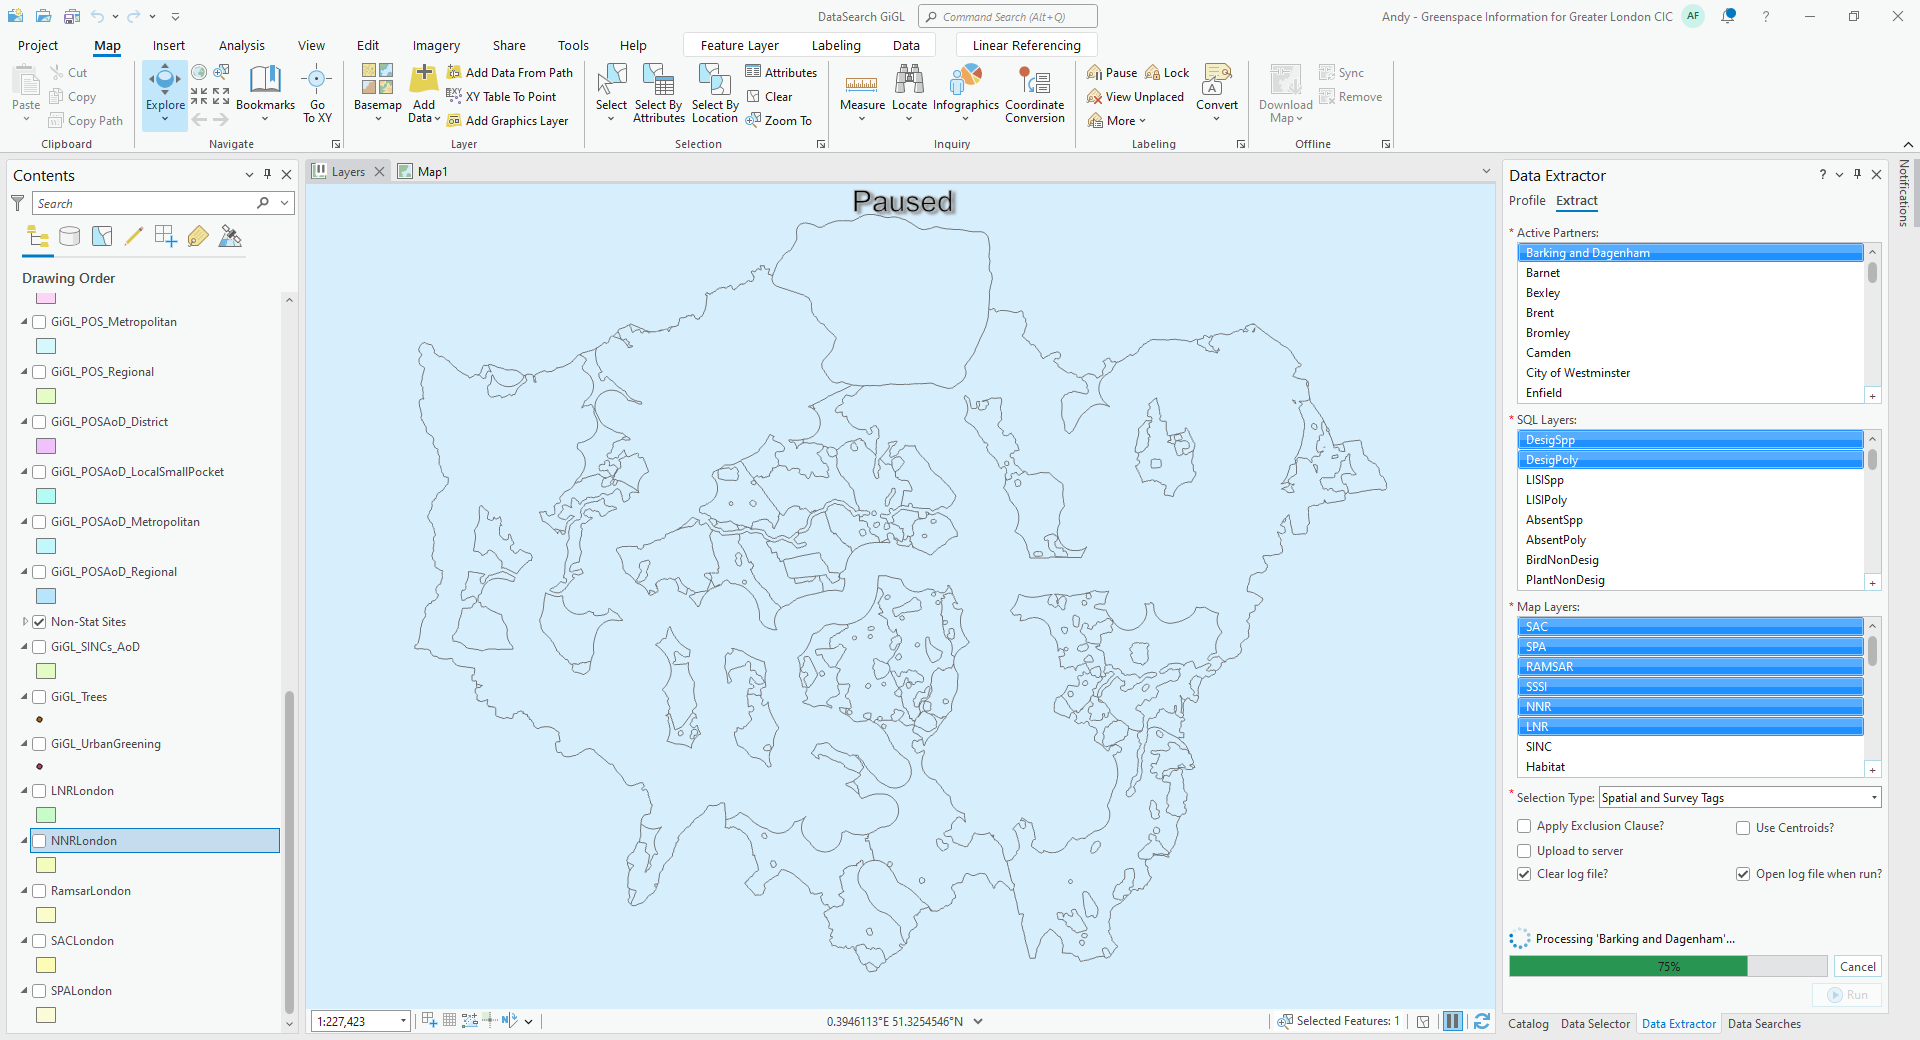 DataSearch GiGL
Command Search (Alt+Q)
Andy - Greenspace Information for Greater London CIC
AF
?
Project
Map
Insert
Analysis
View
Edit
Imagery
Share
Tools
Help
Feature Layer
Labeling
Data
Linear Referencing
Paste
Cut
Copy
Copy Path
Clipboard
Explore
Bookmarks
Go
To XY
Navigate
Basemap
Add
Data
Add Data From Path
XY Table To Point
Add Graphics Layer
Layer
Select
Select By
Attributes
Select By
Location
Attributes
Clear
Zoom To
Selection
Measure
Locate
Infographics
Coordinate
Conversion
Inquiry
Pause
Lock
View Unplaced
More
Convert
Labeling
Download
Map
Sync
Remove
Offline
Contents
Search
Drawing Order
GiGL_POS_Metropolitan
GiGL_POS_Regional
GiGL_POSAoD_District
GiGL_POSAoD_LocalSmallPocket
GiGL_POSAoD_Metropolitan
GiGL_POSAoD_Regional
Non-Stat Sites
GiGL_SINCs_AoD
GiGL_Trees
GiGL_UrbanGreening
LNRLondon
NNRLondon
RamsarLondon
SACLondon
SPALondon
Layers
Map1
Paused
1:227,423
0.3946113°E 51.3254546°N
Selected Features: 1
Data Extractor
?
Profile
Extract
* Active Partners:
Barking and Dagenham
Barnet
Bexley
Brent
Bromley
Camden
City of Westminster
Enfield
+
* SQL Layers:
DesigSpp
DesigPoly
LISISpp
LISIPoly
AbsentSpp
AbsentPoly
BirdNonDesig
PlantNonDesig
+
* Map Layers:
SAC
SPA
RAMSAR
SSSI
NNR
LNR
SINC
Habitat
+
* Selection Type:
Spatial and Survey Tags
Apply Exclusion Clause?
Use Centroids?
Upload to server
Clear log file?
Open log file when run?
Processing 'Barking and Dagenham'...
75%
Cancel
Run
Catalog
Data Selector
Data Extractor
Data Searches
Notifications